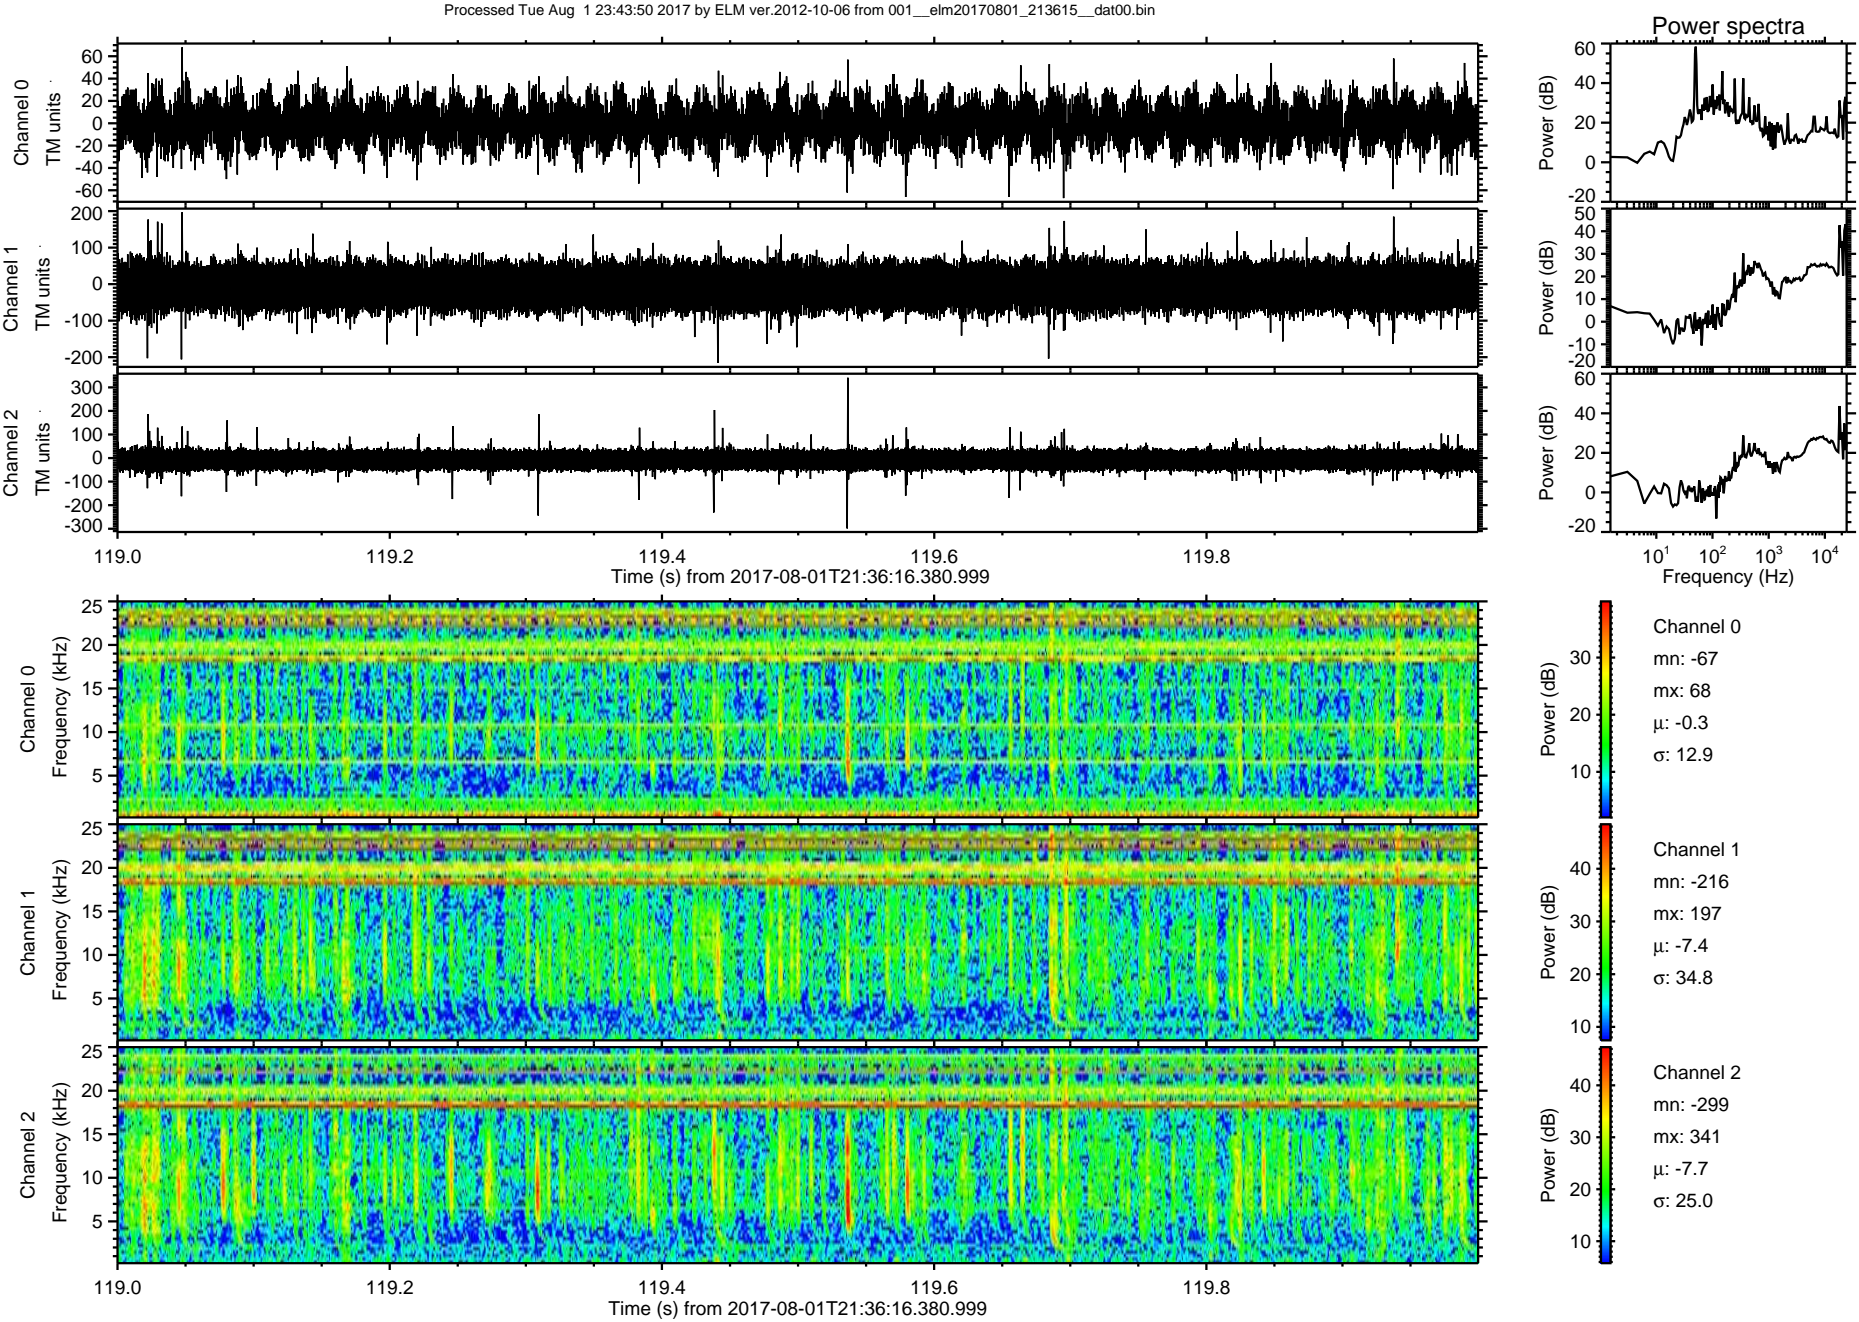 Processed Tue Aug  1 23:43:50 2017 by ELM ver.2012-10-06 from 001__elm20170801_213615__dat00.bin
Power spectra
Channel 0
TM units
60
40
20
0
-20
-40
-60
Power (dB)
60
40
20
0
-20
Channel 1
TM units
200
100
0
-100
-200
Power (dB)
50
40
30
20
10
0
-10
-20
Channel 2
TM units
300
200
100
0
-100
-200
-300
Power (dB)
60
40
20
0
-20
119.0 119.2 119.4 119.6 119.8
Time (s) from 2017-08-01T21:36:16.380.999
10^1 10^2 10^3 10^4
Frequency (Hz)
Channel 0
Frequency (kHz)
25
20
15
10
5
Power (dB)
30
20
10
Channel 0
mn: -67
mx: 68
μ: -0.3
σ: 12.9
Channel 1
Frequency (kHz)
25
20
15
10
5
Power (dB)
40
30
20
10
Channel 1
mn: -216
mx: 197
μ: -7.4
σ: 34.8
Channel 2
Frequency (kHz)
25
20
15
10
5
Power (dB)
40
30
20
10
Channel 2
mn: -299
mx: 341
μ: -7.7
σ: 25.0
119.0 119.2 119.4 119.6 119.8
Time (s) from 2017-08-01T21:36:16.380.999